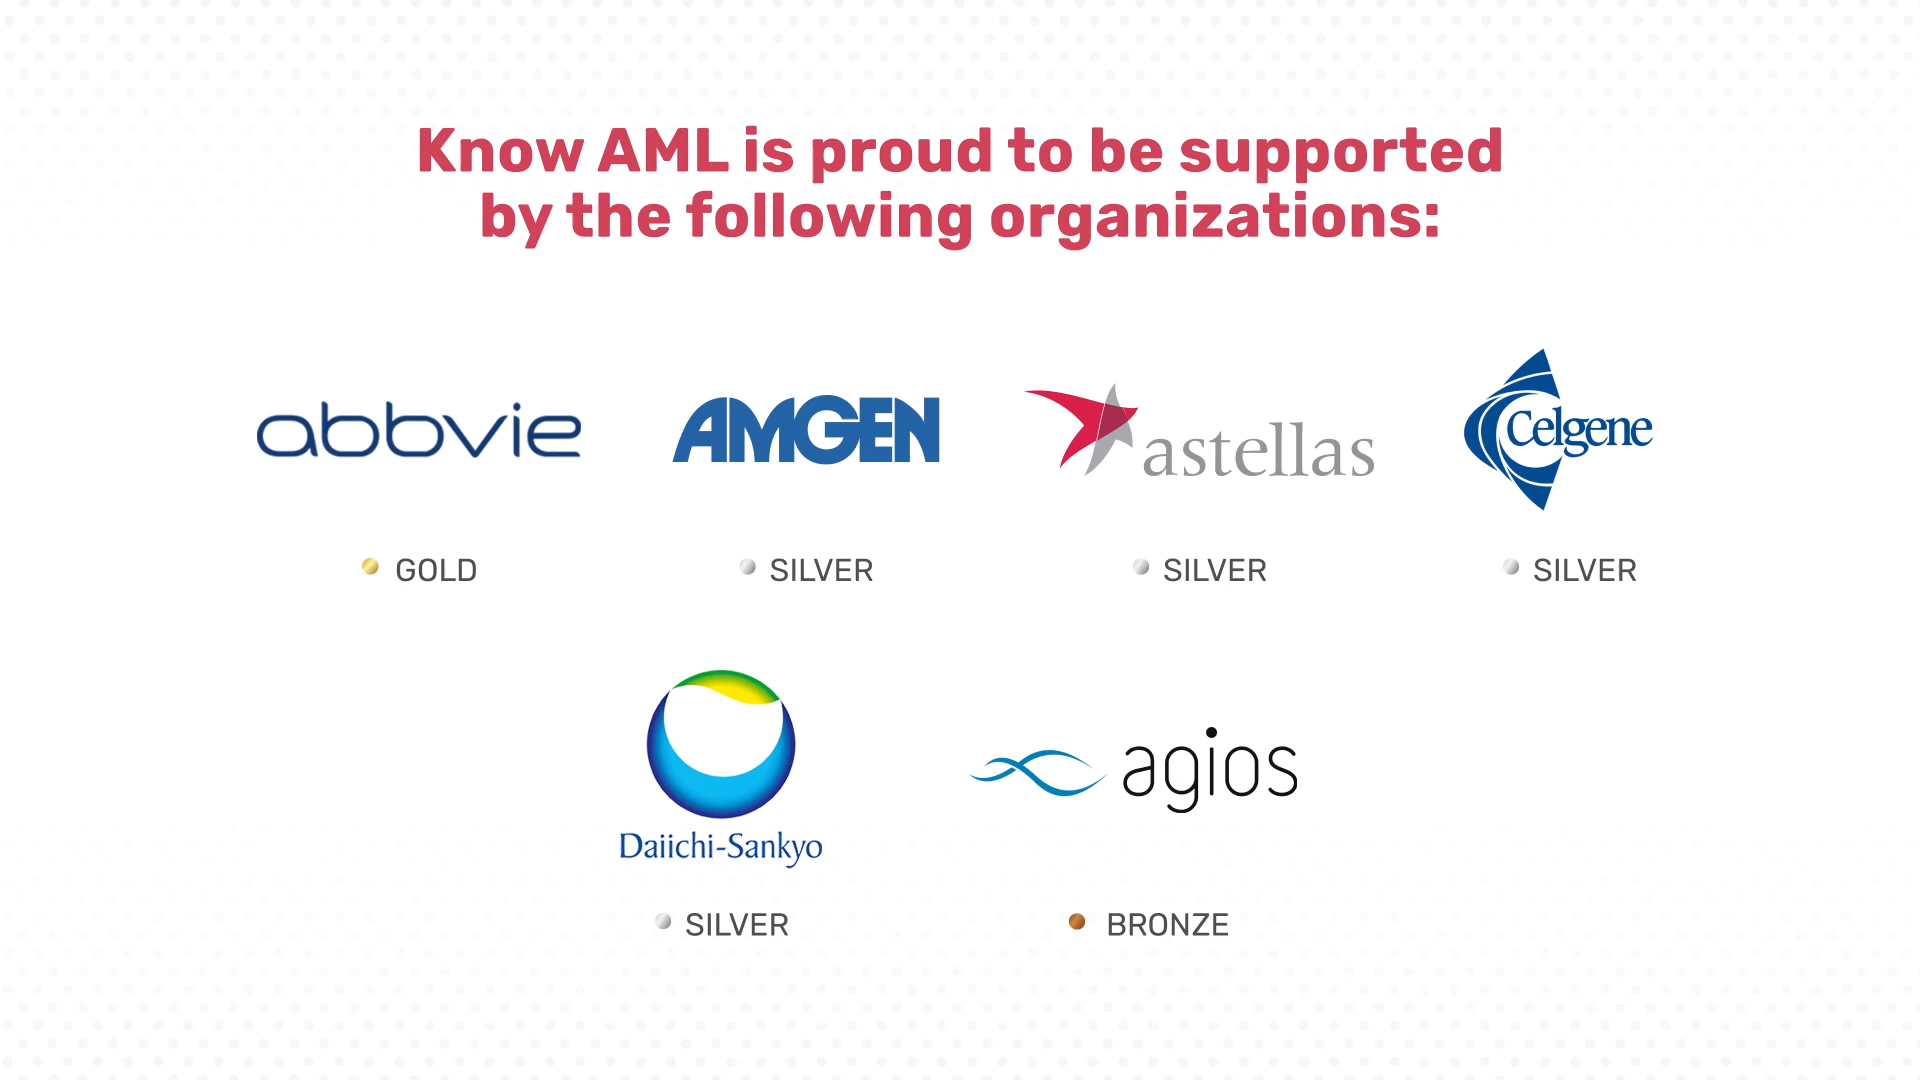 Know AML is proud to be supported
by the following organizations:
abbvie
AMGEN
astellas
Celgene
GOLD
SILVER
SILVER
SILVER
Daiichi-Sankyo
agios
SILVER
BRONZE